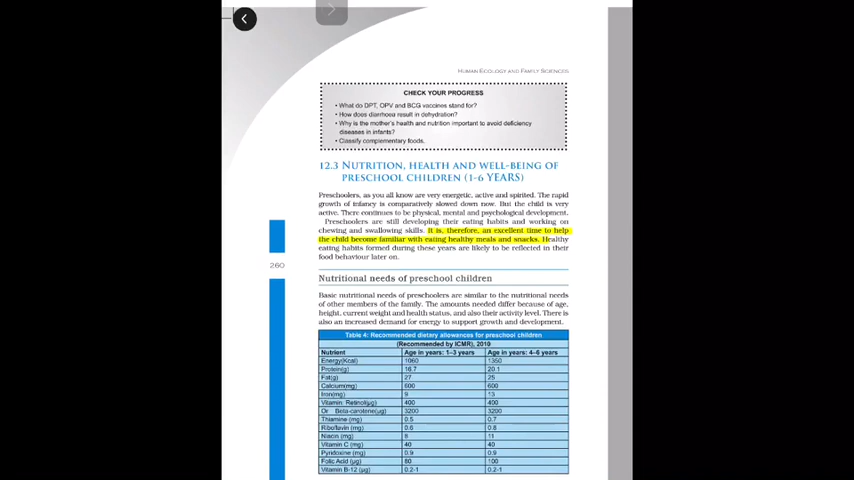 HUMAN ECOLOGY AND FAMILY SCIENCES
CHECK YOUR PROGRESS
• What do DPT, OPV and BCG vaccines stand for?
• How does diarrhoea result in dehydration?
• Why is the mother's health and nutrition important to avoid deficiency
diseases in infants?
• Classify complementary foods.
12.3 NUTRITION, HEALTH AND WELL-BEING OF
PRESCHOOL CHILDREN (1-6 YEARS)
Preschoolers, as you all know are very energetic, active and spirited. The rapid
growth of infancy is comparatively slowed down now. But the child is very
active. There continues to be physical, mental and psychological development.
Preschoolers are still developing their eating habits and working on
chewing and swallowing skills. It is, therefore, an excellent time to help
the child become familiar with eating healthy meals and snacks. Healthy
eating habits formed during these years are likely to be reflected in their
food behaviour later on.
260
Nutritional needs of preschool children
Basic nutritional needs of preschoolers are similar to the nutritional needs
of other members of the family. The amounts needed differ because of age,
height, current weight and health status, and also their activity level. There is
also an increased demand for energy to support growth and development.
Table 4: Recommended dietary allowances for preschool children
(Recommended by ICMR), 2010
Nutrient Age in years: 1–3 years Age in years: 4–6 years
Energy(Kcal) 1060 1350
Protein(g) 16.7 20.1
Fat(g) 27 25
Calcium(mg) 600 600
Iron(mg) 9 13
Vitamin: Retinol(µg) 400 400
Or Beta-carotene(µg) 3200 3200
Thiamine (mg) 0.5 0.7
Riboflavin (mg) 0.6 0.8
Niacin (mg) 8 11
Vitamin C (mg) 40 40
Pyridoxine (mg) 0.9 0.9
Folic Acid (µg) 80 100
Vitamin B-12 (µg) 0.2-1 0.2-1